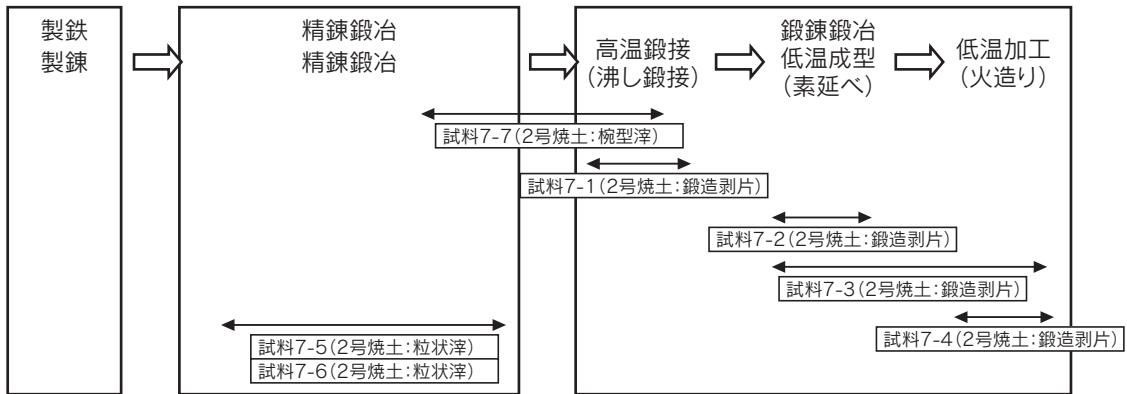 製鉄
製錬
精錬鍛冶
精錬鍛冶
高温鍛接
(沸し鍛接)
鍛錬鍛冶
低温成型
(素延べ)
低温加工
(火造り)
試料7-7(2号焼土:椀型滓)
試料7-1(2号焼土:鍛造剥片)
試料7-2(2号焼土:鍛造剥片)
試料7-3(2号焼土:鍛造剥片)
試料7-4(2号焼土:鍛造剥片)
試料7-5(2号焼土:粒状滓)
試料7-6(2号焼土:粒状滓)